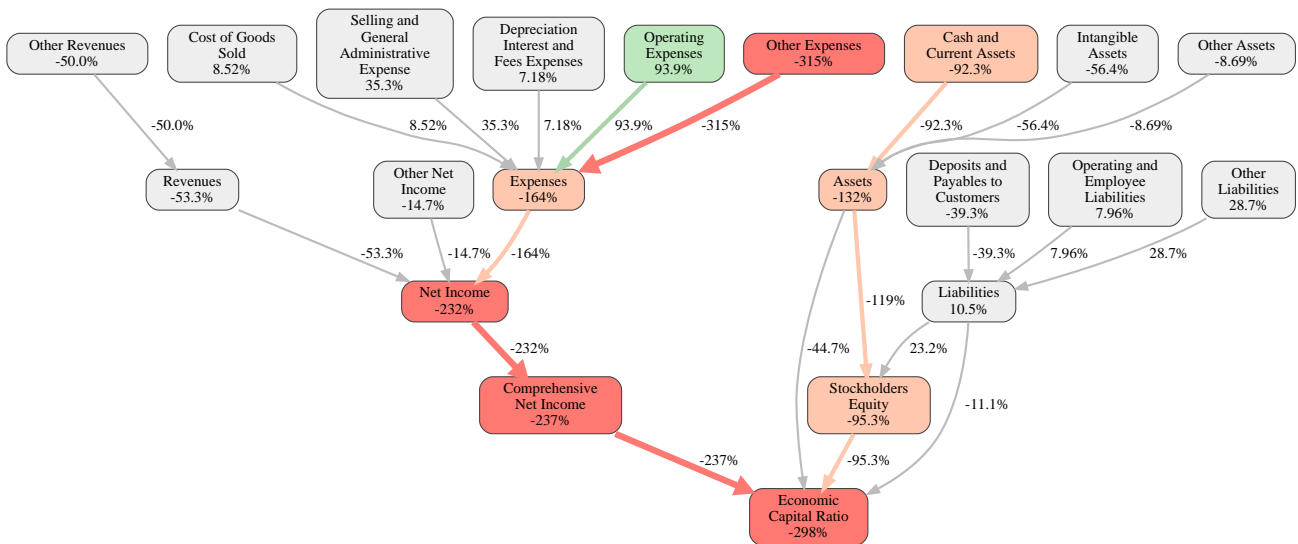 Other Revenues
-50.0%
Cost of Goods
Sold
8.52%
Selling and
General
Administrative
Expense
35.3%
Depreciation
Interest and
Fees Expenses
7.18%
Operating
Expenses
93.9%
Other Expenses
-315%
Cash and
Current Assets
-92.3%
Intangible
Assets
-56.4%
Other Assets
-8.69%
-50.0%
8.52%
35.3%
7.18%
93.9%
-315%
-92.3%
-56.4%
-8.69%
Revenues
-53.3%
Other Net
Income
-14.7%
Expenses
-164%
Assets
-132%
Deposits and
Payables to
Customers
-39.3%
Operating and
Employee
Liabilities
7.96%
Other
Liabilities
28.7%
-53.3%
-14.7%
-164%
-39.3%
7.96%
28.7%
Net Income
-232%
-119%
Liabilities
10.5%
-232%
-44.7%
23.2%
Comprehensive
Net Income
-237%
Stockholders
Equity
-95.3%
-11.1%
-237%
-95.3%
Economic
Capital Ratio
-298%